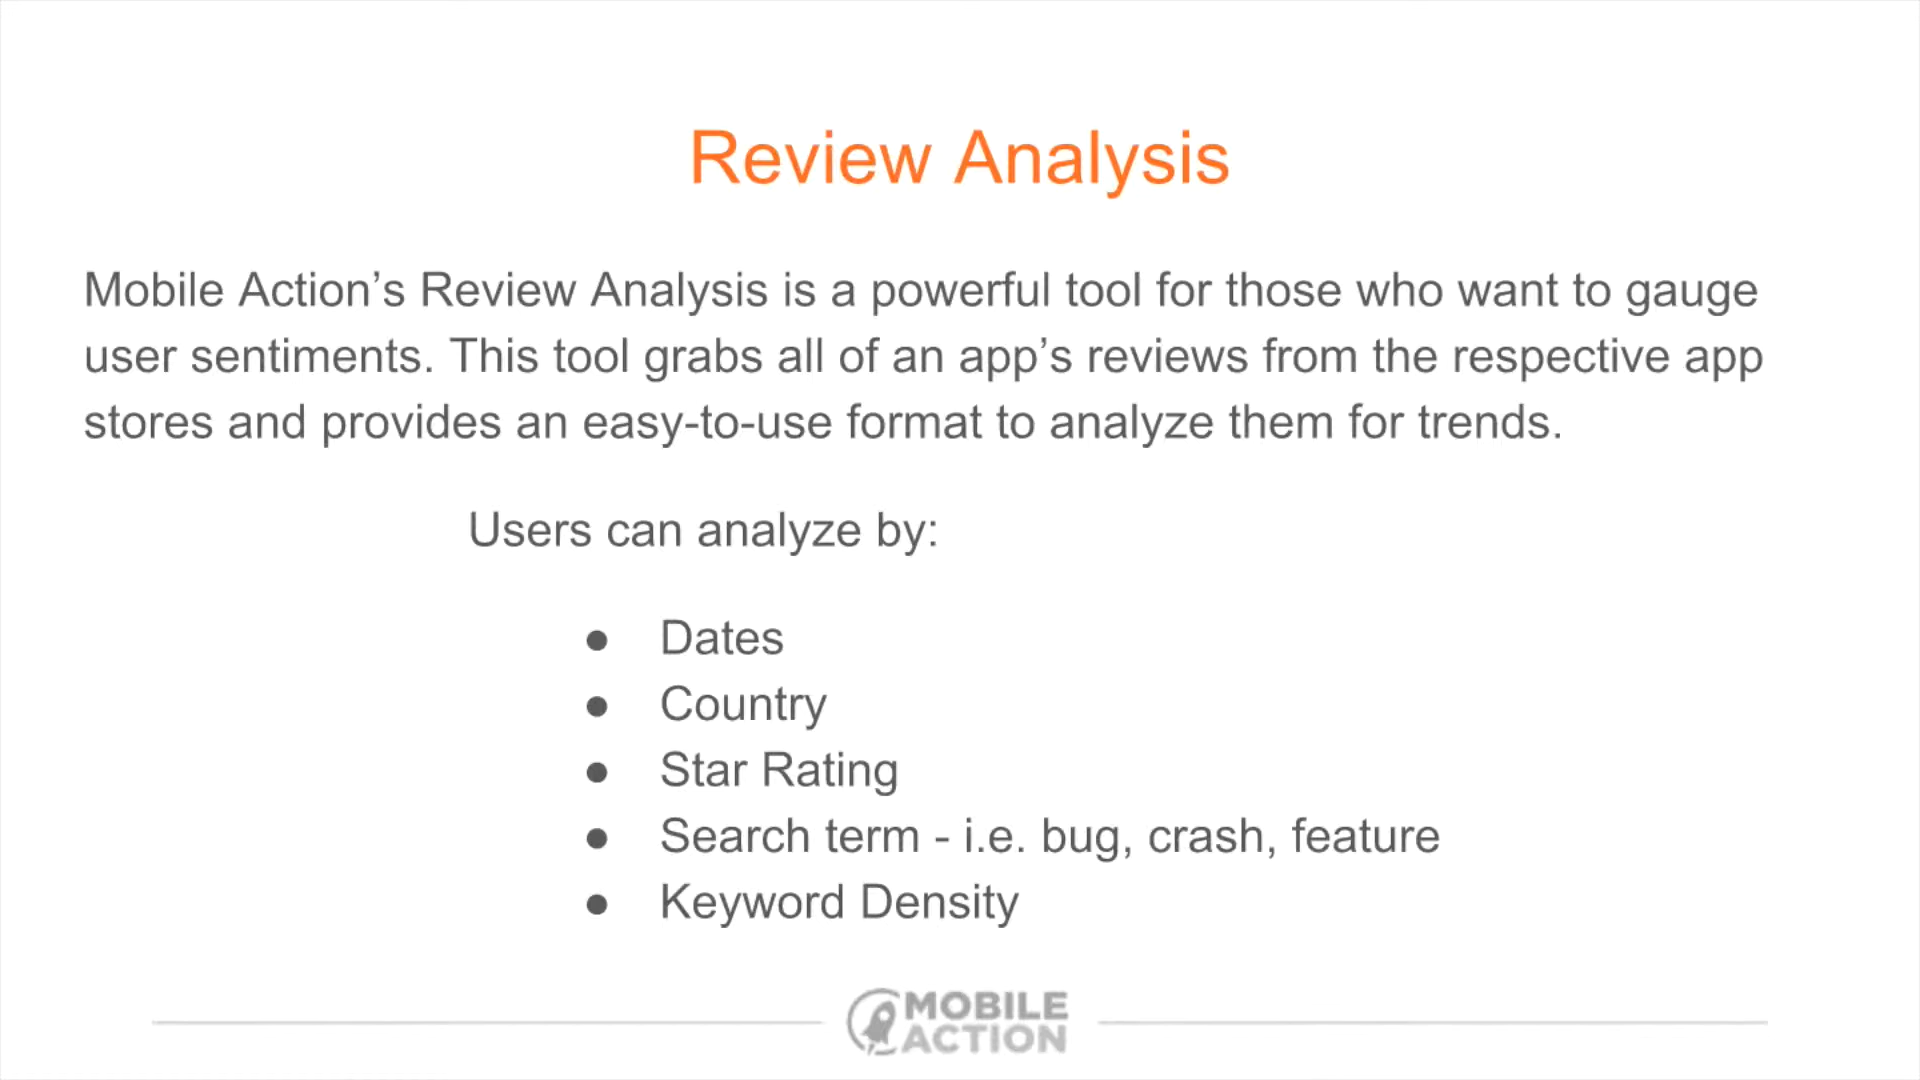 Review Analysis
Mobile Action’s Review Analysis is a powerful tool for those who want to gauge
user sentiments. This tool grabs all of an app’s reviews from the respective app
stores and provides an easy-to-use format to analyze them for trends.
Users can analyze by:
● Dates
● Country
● Star Rating
● Search term - i.e. bug, crash, feature
● Keyword Density
MOBILE
ACTION